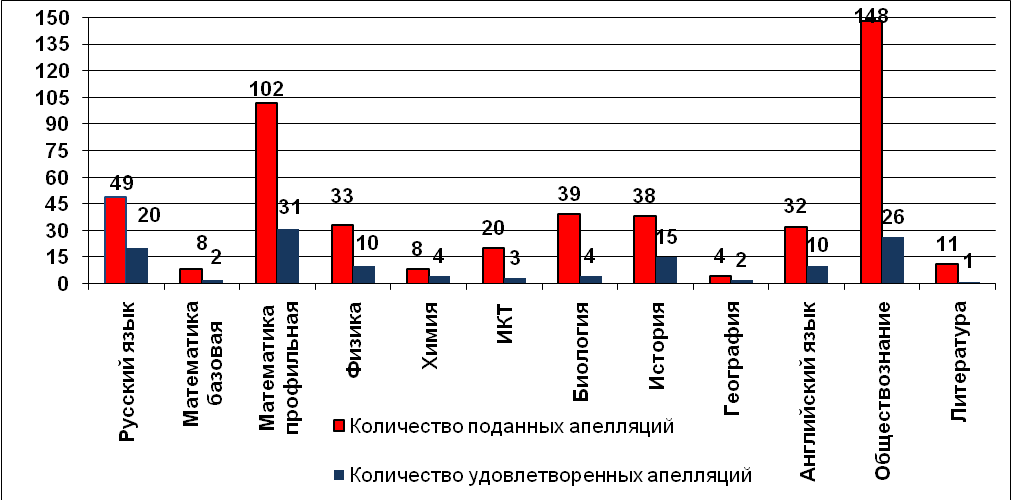 150
135
120
105
90
75
60
45
30
15
0
49
20
8
2
102
31
33
10
8
4
20
3
39
4
38
15
4
2
32
10
148
26
11
1
Русский язык
Математика
базовая
Математика
профильная
Физика
Химия
ИКТ
Биология
История
География
Английский язык
Обществознание
Литература
Количество поданных апелляций
Количество удовлетворенных апелляций